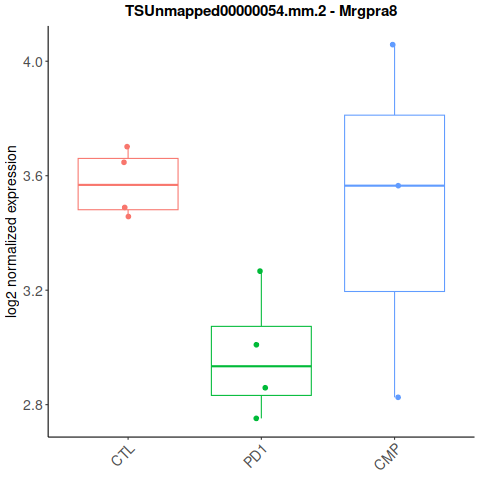 TSUnmapped00000054.mm.2 - Mrgpra8
log2 normalized expression
4.0
3.6
3.2
2.8
CTL
PD1
CMP